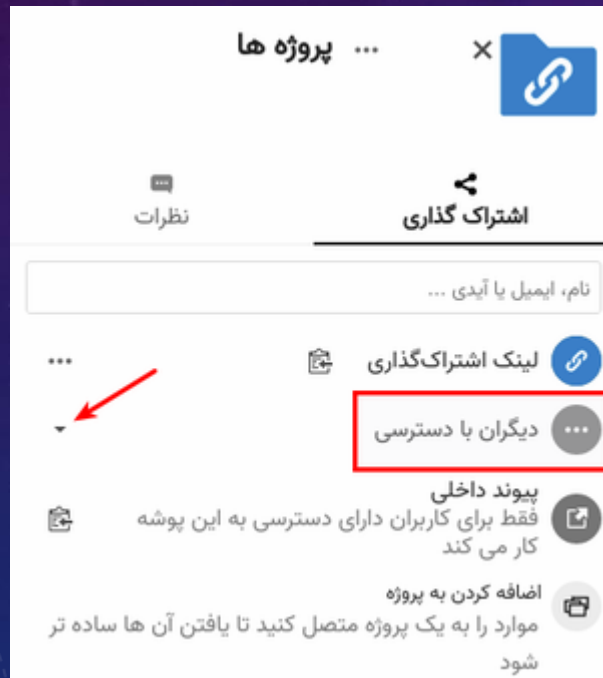 پروژه ها
اشتراک گذاری
نظرات
نام، ایمیل یا آیدی ...
لینک اشتراک‌گذاری
دیگران با دسترسی
پیوند داخلی
فقط برای کاربران دارای دسترسی به این پوشه
کار می کند
اضافه کردن به پروژه
موارد را به یک پروژه متصل کنید تا یافتن آن ها ساده تر
شود